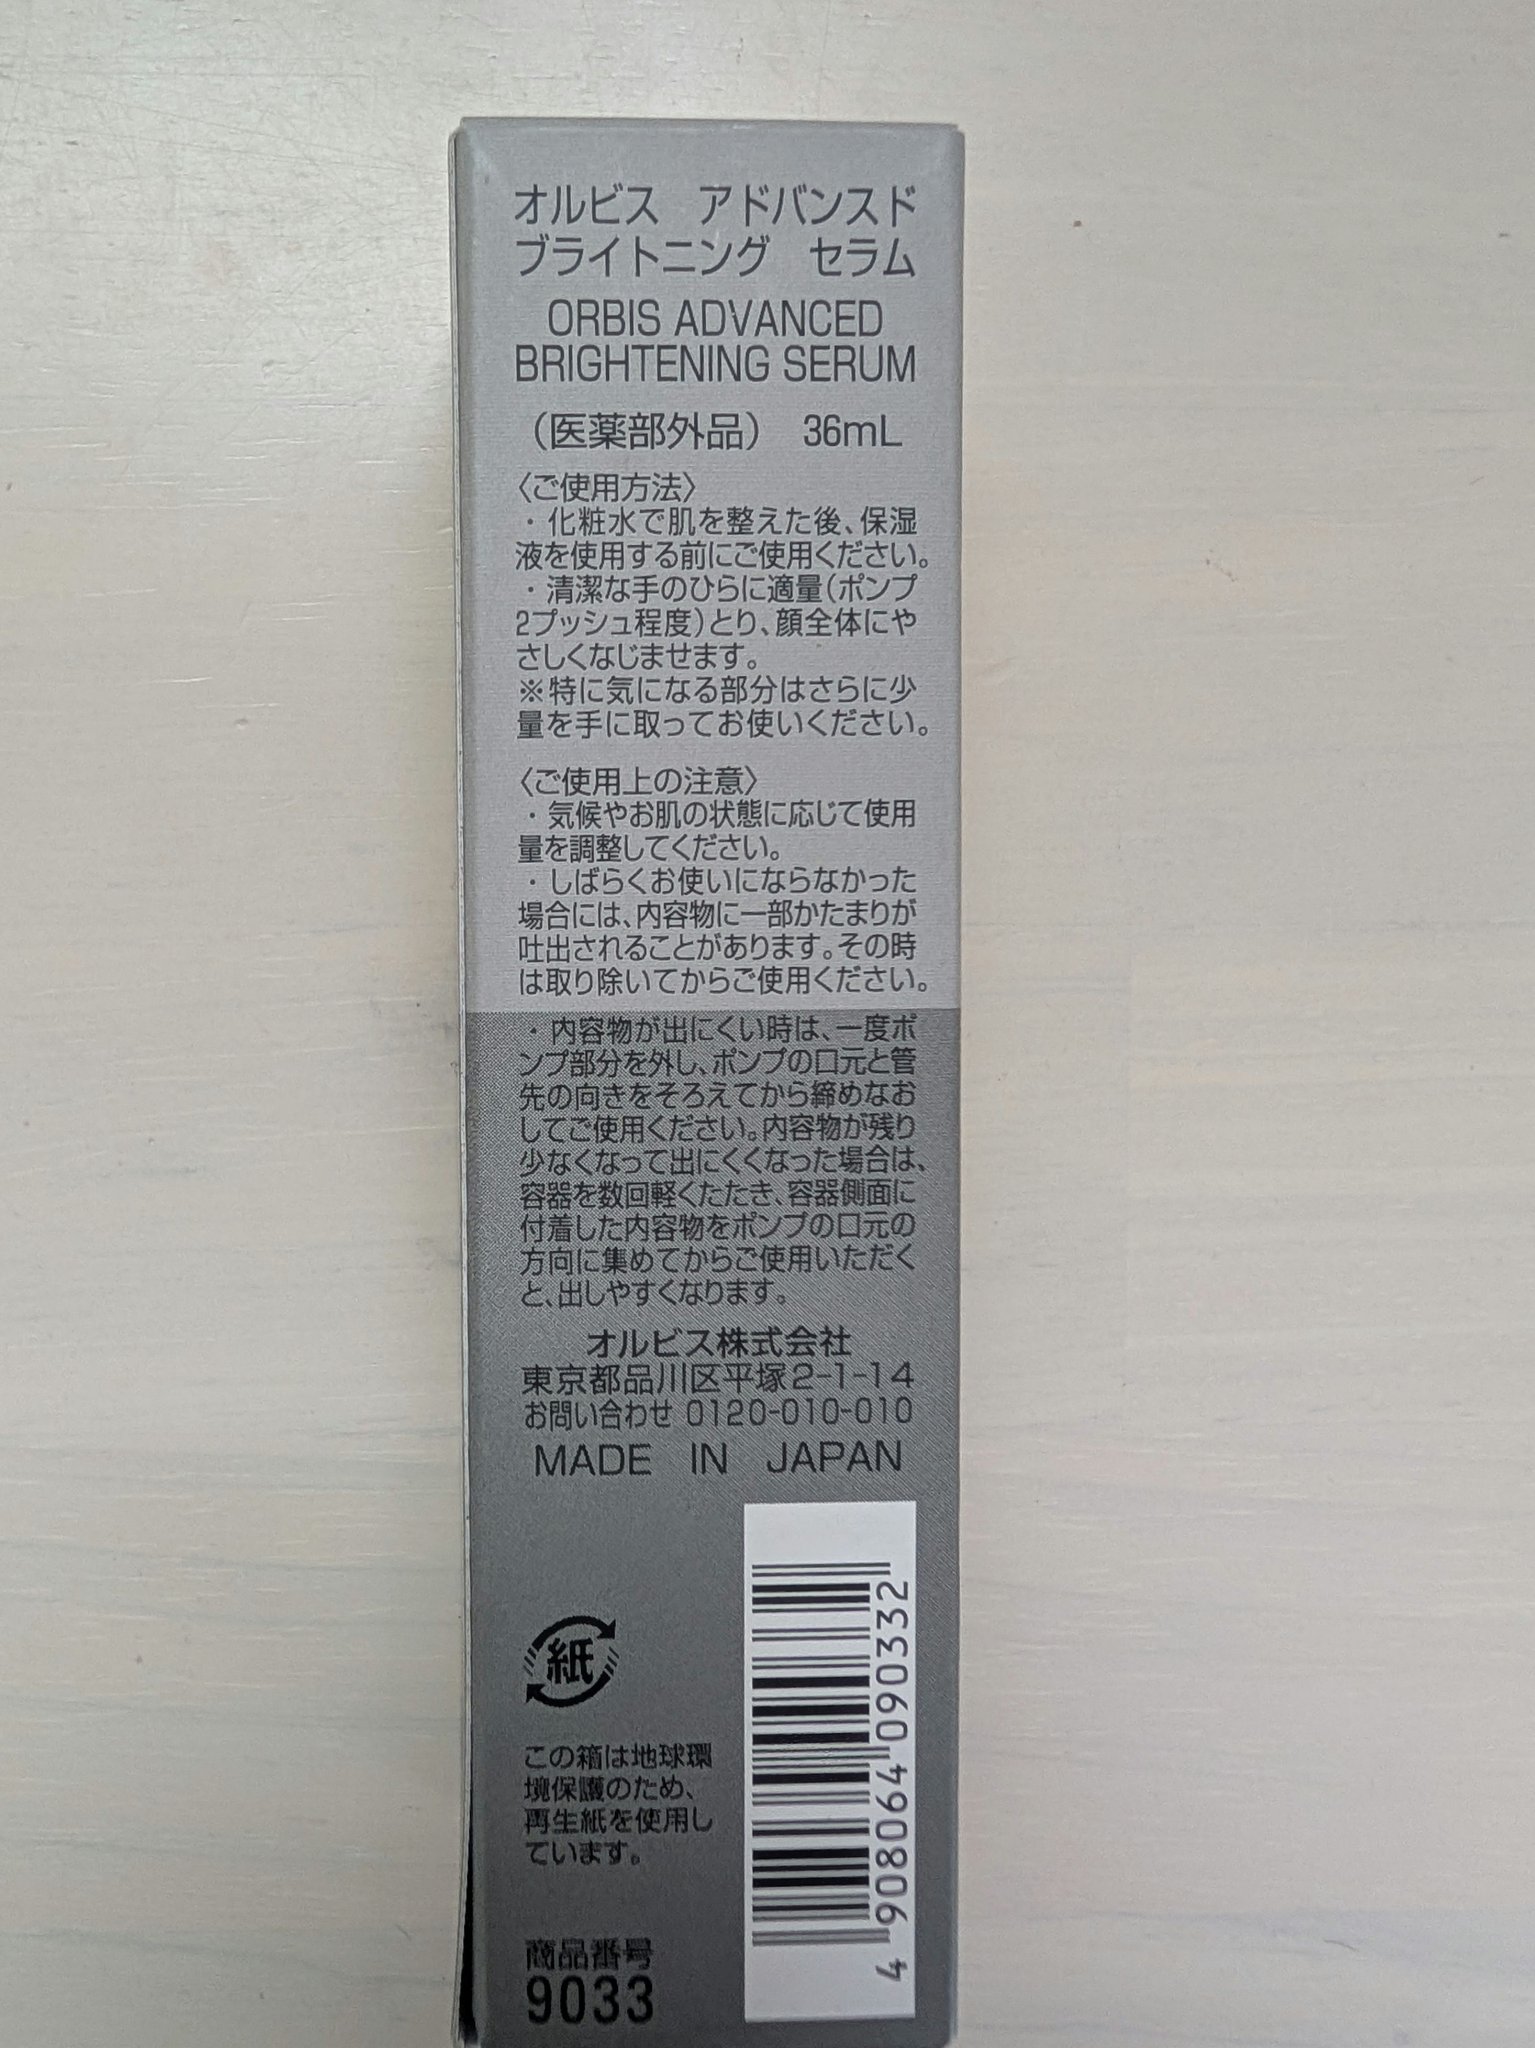 オルビス アドバンスド
ブライトニング セラム
ORBIS ADVANCED
BRIGHTENING SERUM
（医薬部外品） 36mL
〈ご使用方法〉
・化粧水で肌を整えた後、保湿
液を使用する前にご使用ください。
・清潔な手のひらに適量（ポンプ
2プッシュ程度）とり、顔全体にや
さしくなじませます。
※特に気になる部分はさらに少
量を手に取ってお使いください。
〈ご使用上の注意〉
・気候やお肌の状態に応じて使用
量を調整してください。
・しばらくお使いにならなかった
場合には、内容物に一部かたまりが
吐出されることがあります。その時
は取り除いてからご使用ください。
・内容物が出にくい時は、一度ポ
ンプ部分を外し、ポンプの口元と管
先の向きをそろえてから締めなお
してご使用ください。内容物が残り
少なくなって出にくくなった場合は、
容器を数回軽くたたき、容器側面に
付着した内容物をポンプの口元の
方向に集めてからご使用いただく
と、出しやすくなります。
オルビス株式会社
東京都品川区平塚2-1-14
お問い合わせ 0120-010-010
MADE IN JAPAN
紙
この箱は地球環
境保護のため、
再生紙を使用し
ています。
商品番号
9033
4 908064 090332